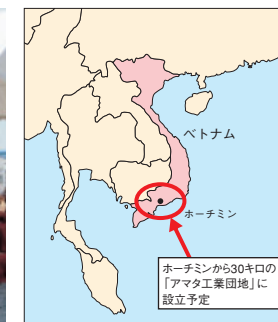 ベトナム
ホーチミン
ホーチミンから30キロの
「アマタ工業団地」に
設立予定